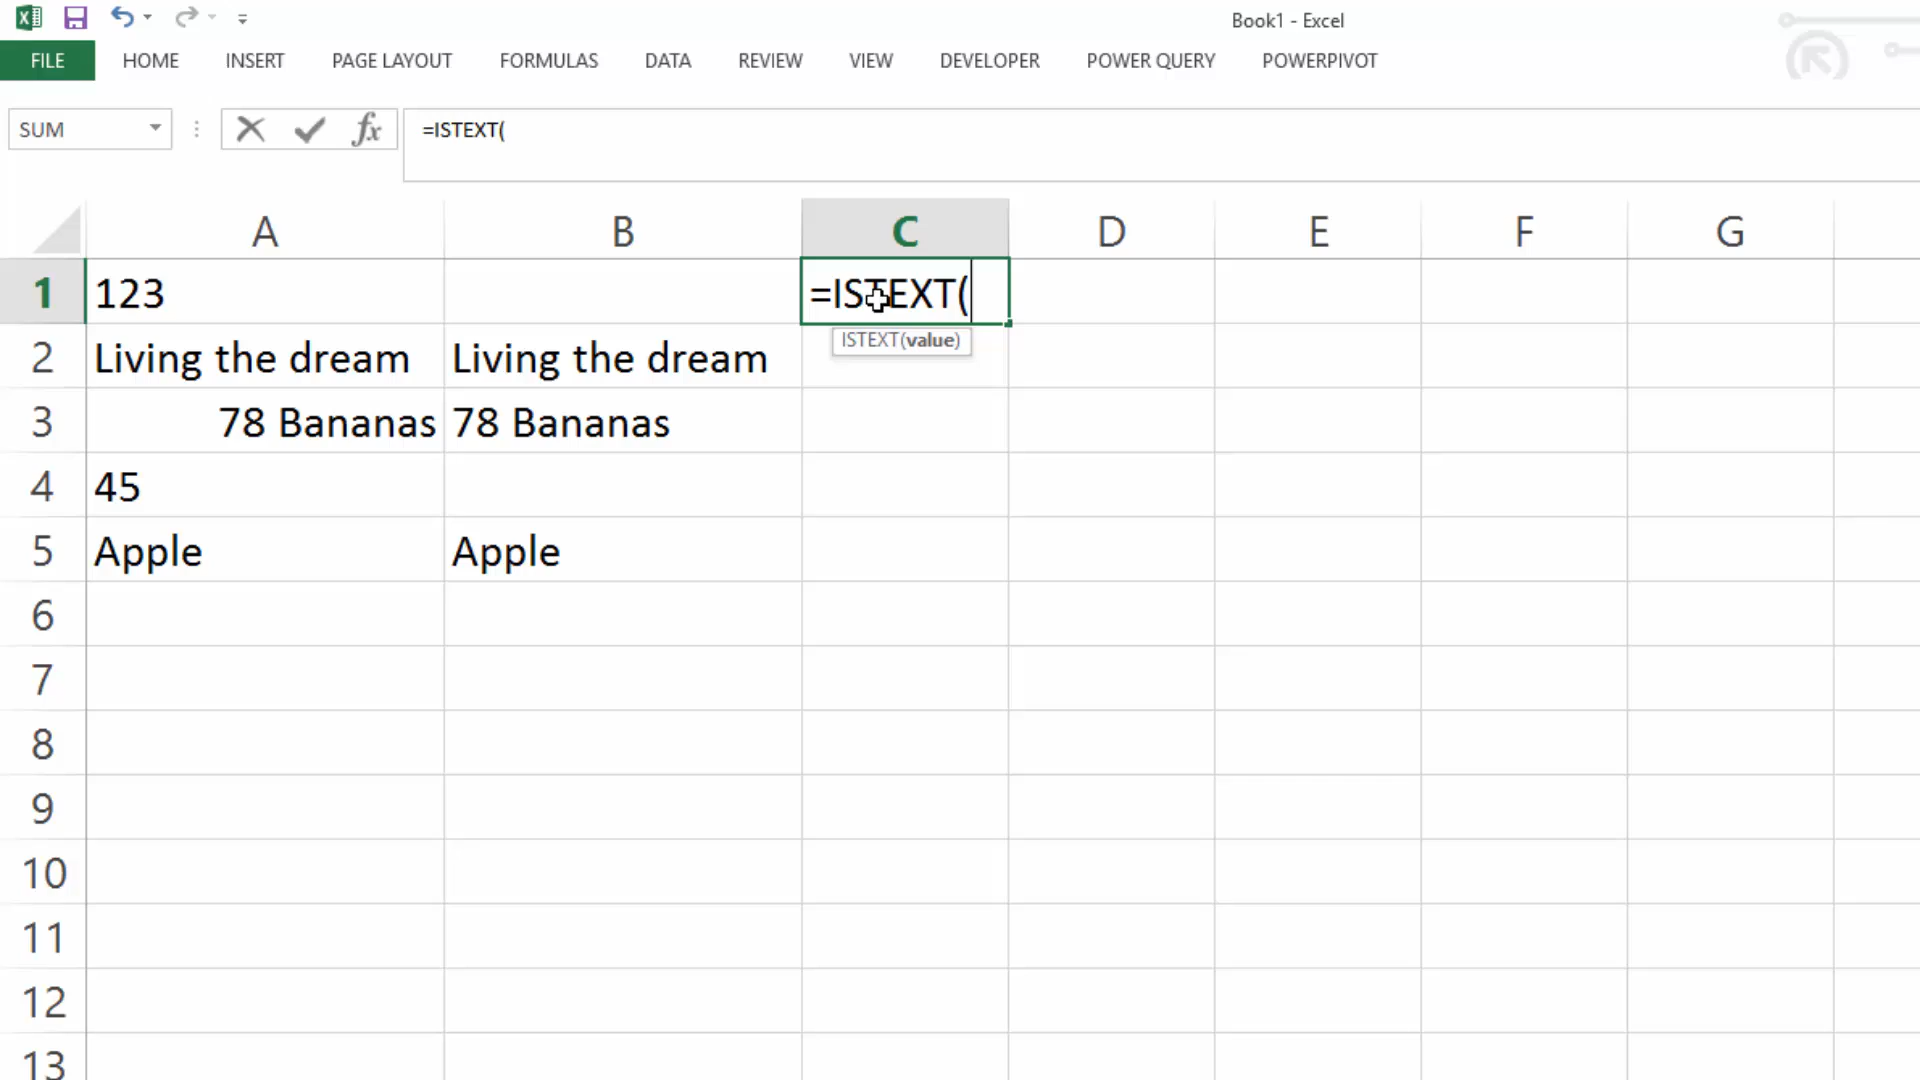 Book1 - Excel
FILE HOME INSERT PAGE LAYOUT FORMULAS DATA REVIEW VIEW DEVELOPER POWER QUERY POWERPIVOT
SUM fx =ISTEXT(
A B C D E F G
1 123 =ISTEXT(
ISTEXT(value)
2 Living the dream Living the dream
3 78 Bananas 78 Bananas
4 45
5 Apple Apple
6
7
8
9
10
11
12
13